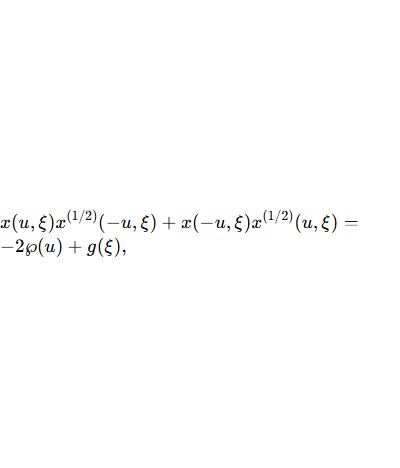 x(u, ξ)x^{(1/2)}(−u, ξ) + x(−u, ξ)x^{(1/2)}(u, ξ) =
−2℘(u) + g(ξ),